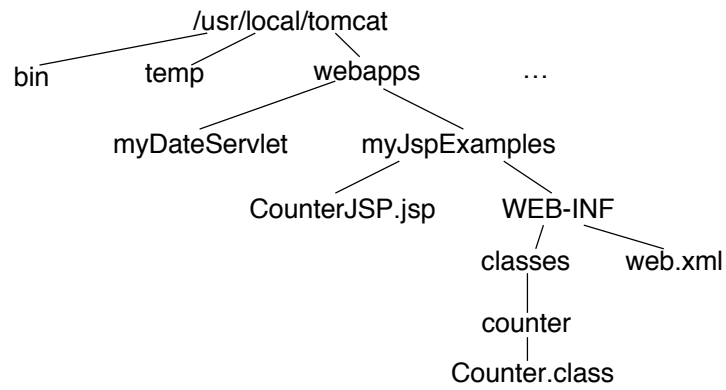 /usr/local/tomcat
bin temp webapps ...
myDateServlet myJspExamples
CounterJSP.jsp WEB-INF
classes web.xml
counter
Counter.class